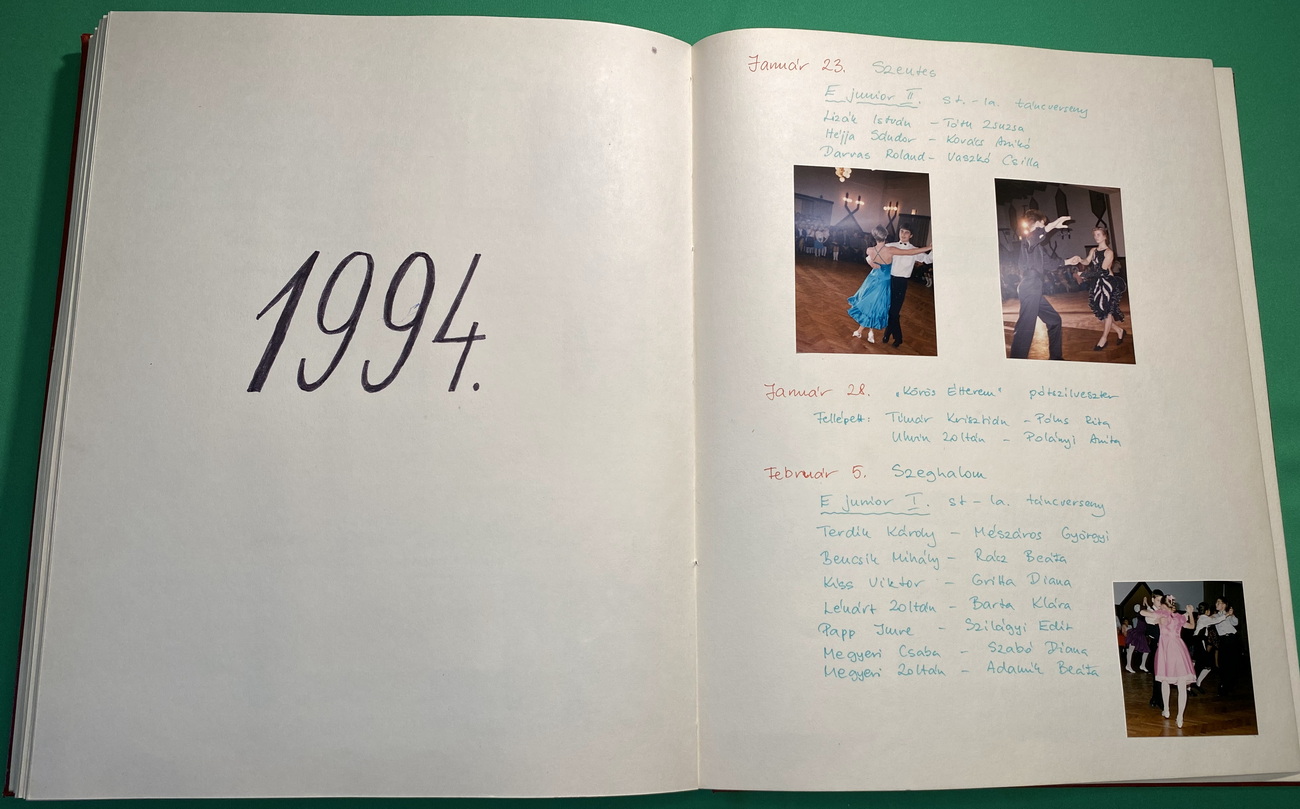 1994.
Január 23. Szentes
E junior II. st.-la. táncverseny
Lizák István - Tóth Zsuzsa
Héjja Sándor - Kovács Anikó
Darvas Roland - Vaszkó Csilla
Január 28. "Körös Étterem" pótszilveszter
Fellépett: Tímár Krisztián - Rita
Uhrin Zoltán - Polányi Anita
Február 5. Szeghalom
E junior I. st-la. táncverseny
Terdik Károly - Mészáros Györgyi
Bencsik Mihály - Rácz Beáta
Kiss Viktor - Gritta Diana
Lénárt Zoltán - Barta Klára
Papp Imre - Szilágyi Edit
Megyeri Csaba - Szabó Diana
Megyeri Zoltán - Adamik Beáta